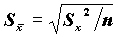 S_x̄ = √(S_x² / n)